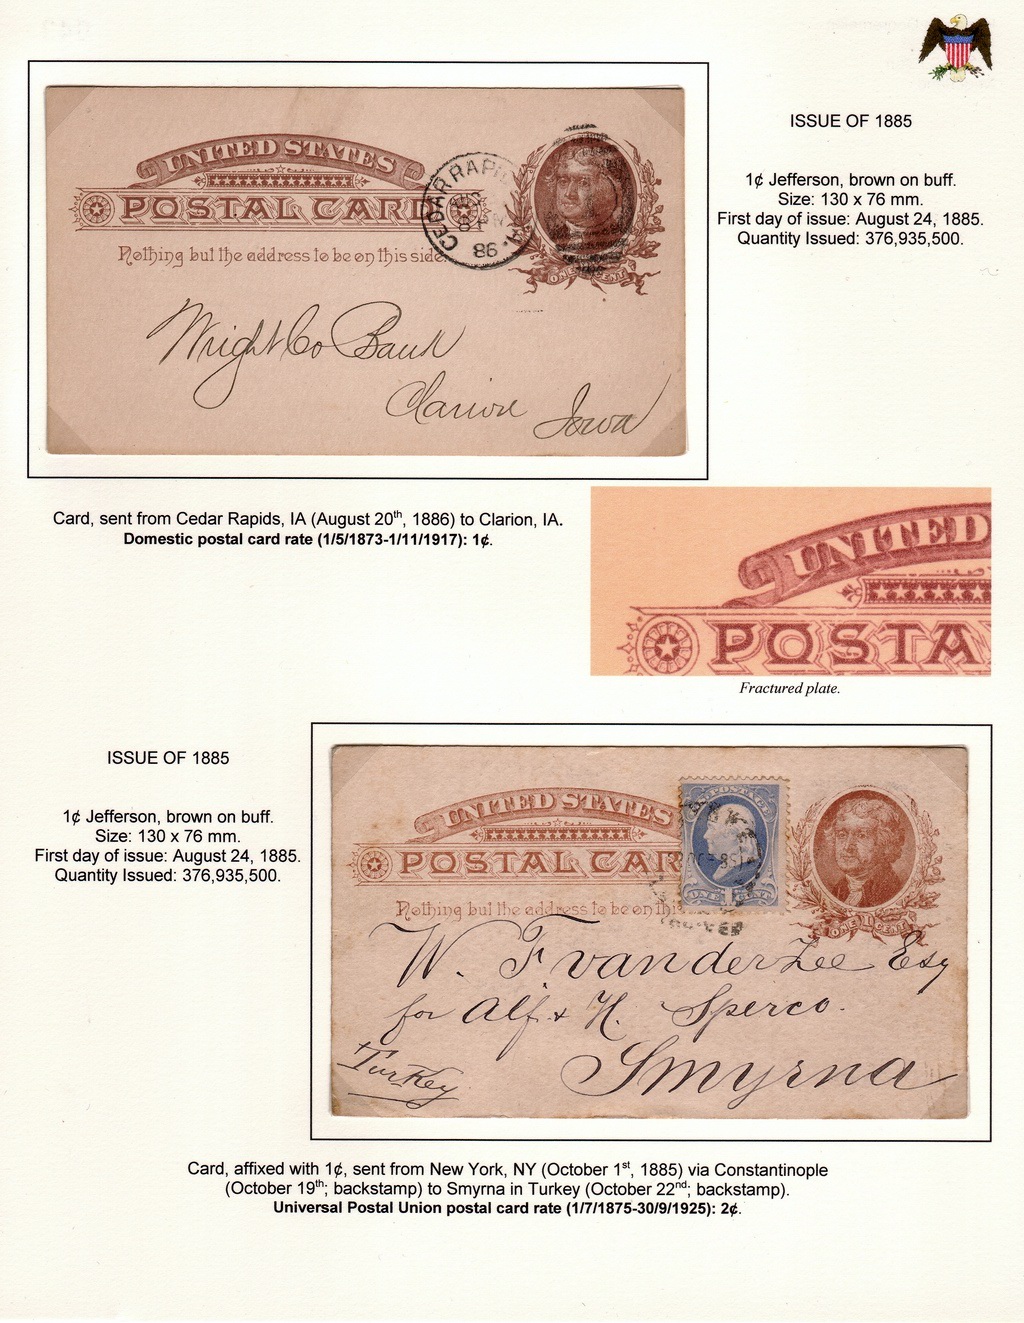 ISSUE OF 1885
1¢ Jefferson, brown on buff.
Size: 130 x 76 mm.
First day of issue: August 24, 1885.
Quantity Issued: 376,935,500.
UNITED STATES
POSTAL CARD
Nothing but the address to be on this side.
CEDAR RAPI
86
ONE CENT
Wright Co Bank
Clarion
Iowa
Card, sent from Cedar Rapids, IA (August 20th, 1886) to Clarion, IA.
Domestic postal card rate (1/5/1873-1/11/1917): 1¢.
UNITED
POSTA
Fractured plate.
ISSUE OF 1885
1¢ Jefferson, brown on buff.
Size: 130 x 76 mm.
First day of issue: August 24, 1885.
Quantity Issued: 376,935,500.
UNITED STATES
POSTAL CAR
Nothing but the address to be on this
ONE 1 CENT
W. F van der Zee Esq
for Alf. & H. Sperco.
Smyrna
Turkey
Card, affixed with 1¢, sent from New York, NY (October 1st, 1885) via Constantinople
(October 19th; backstamp) to Smyrna in Turkey (October 22nd; backstamp).
Universal Postal Union postal card rate (1/7/1875-30/9/1925): 2¢.